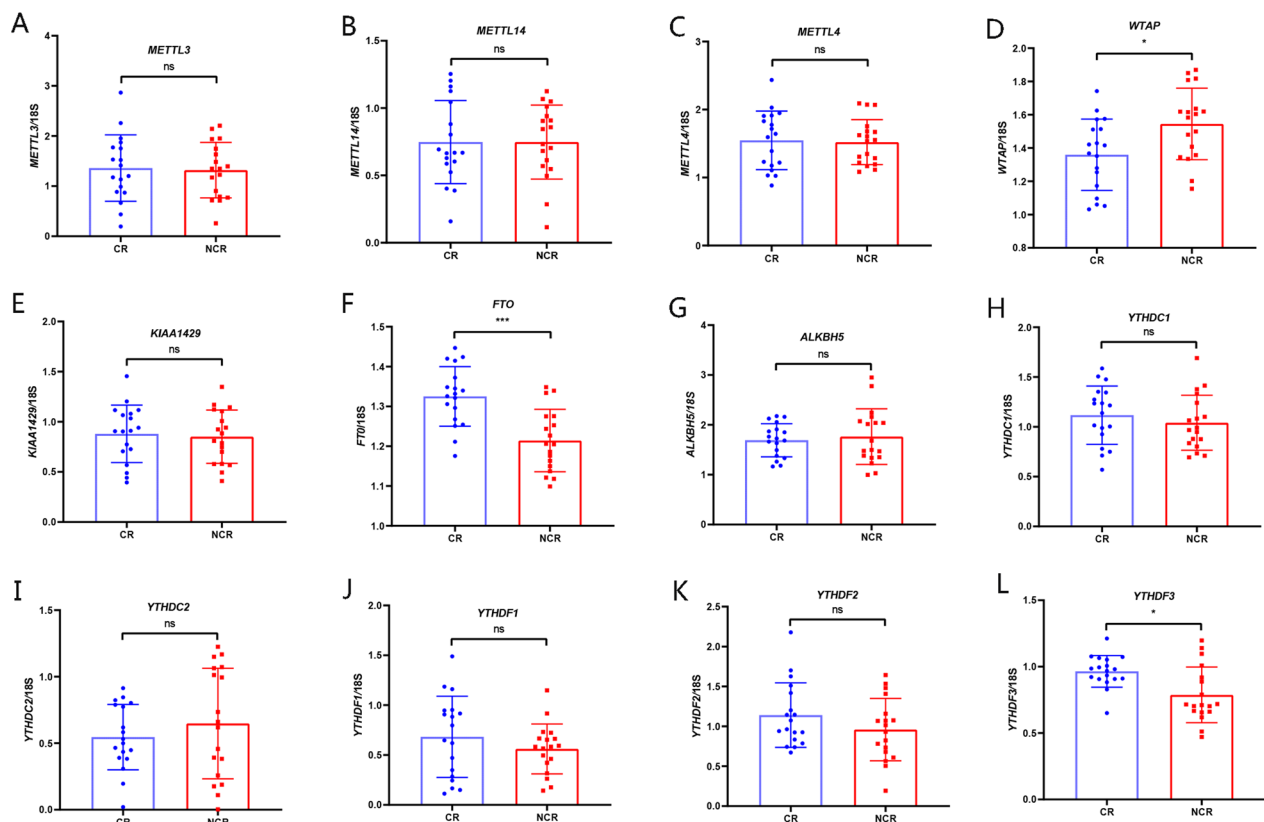 A
METTL3
ns
METTL3/18S
4
3
2
1
0
CR
NCR
B
METTL14
ns
METTL14/18S
1.5
1.0
0.5
0.0
CR
NCR
C
METTL4
ns
METTL4/18S
3
2
1
0
CR
NCR
D
WTAP
*
WTAP/18S
2.0
1.8
1.6
1.4
1.2
1.0
0.8
CR
NCR
E
KIAA1429
ns
KIAA1429/18S
2.0
1.5
1.0
0.5
0.0
CR
NCR
F
FTO
***
FTO/18S
1.5
1.4
1.3
1.2
1.1
1.0
CR
NCR
G
ALKBH5
ns
ALKBH5/18S
4
3
2
1
0
CR
NCR
H
YTHDC1
ns
YTHDC1/18S
2.0
1.5
1.0
0.5
0.0
CR
NCR
I
YTHDC2
ns
YTHDC2/18S
1.5
1.0
0.5
0.0
CR
NCR
J
YTHDF1
ns
YTHDF1/18S
2.0
1.5
1.0
0.5
0.0
CR
NCR
K
YTHDF2
ns
YTHDF2/18S
2.5
2.0
1.5
1.0
0.5
0.0
CR
NCR
L
YTHDF3
*
YTHDF3/18S
1.5
1.0
0.5
0.0
CR
NCR